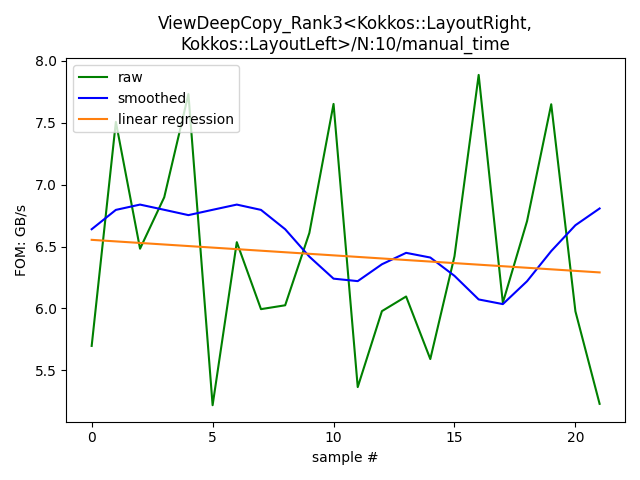 ViewDeepCopy_Rank3<Kokkos::LayoutRight,
Kokkos::LayoutLeft>/N:10/manual_time
raw
smoothed
linear regression
FOM: GB/s
8.0
7.5
7.0
6.5
6.0
5.5
0
5
10
15
20
sample #